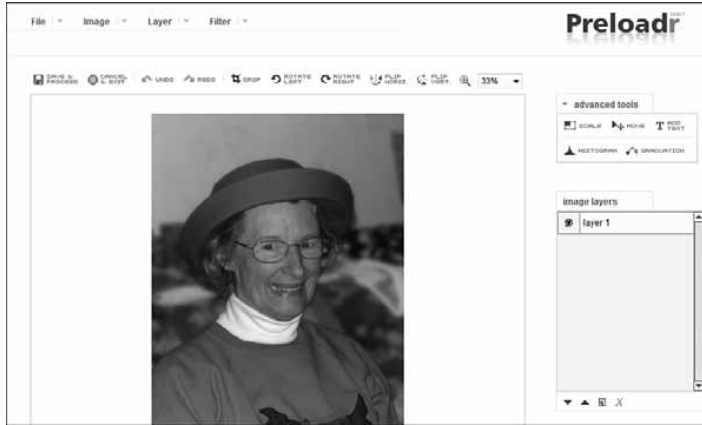 File Image Layer Filter
Preloadr
SAVE & PROCEED CANCEL & EXIT UNDO REDO CROP ROTATE LEFT ROTATE RIGHT FLIP HORIZ. FLIP VERT. 33%
advanced tools
SCALE MOVE ADD TEXT
HISTOGRAM GRADUATION
image layers
layer 1